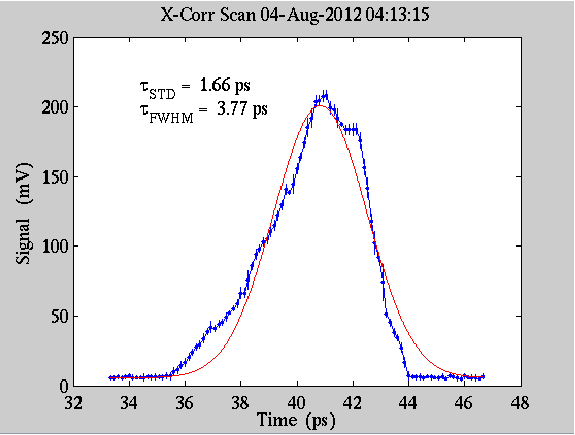 X-Corr Scan 04-Aug-2012 04:13:15
250
200
150
100
50
0
Signal (mV)
τSTD = 1.66 ps
τFWHM = 3.77 ps
32 34 36 38 40 42 44 46 48
Time (ps)